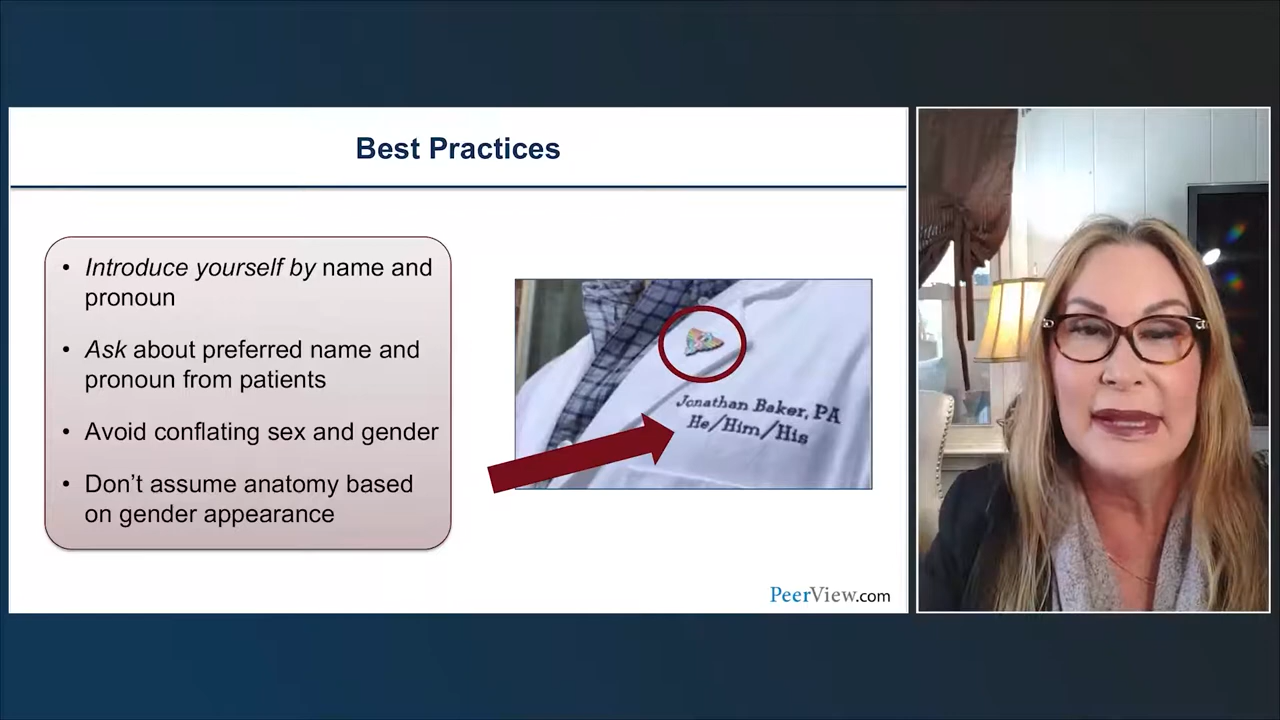 Best Practices
• Introduce yourself by name and
pronoun
• Ask about preferred name and
pronoun from patients
• Avoid conflating sex and gender
• Don’t assume anatomy based
on gender appearance
Jonathan Baker, PA
He/Him/His
PeerView.com